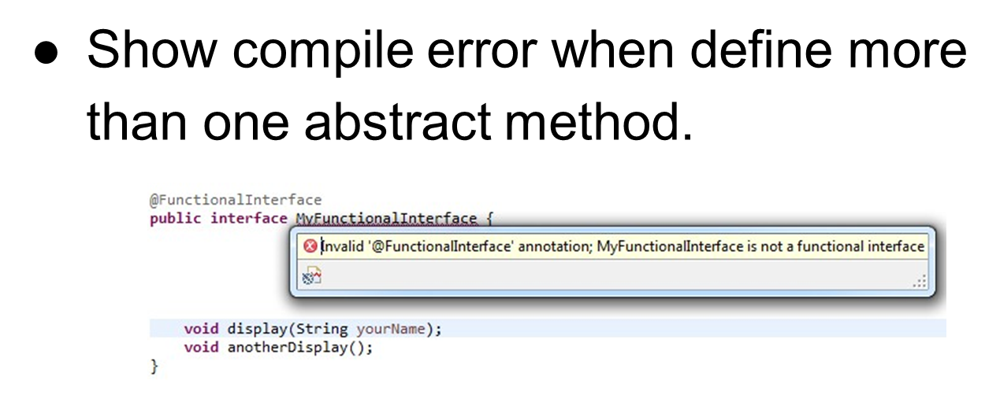 ● Show compile error when define more
than one abstract method.
@FunctionalInterface
public interface MyFunctionalInterface {
Invalid '@FunctionalInterface' annotation; MyFunctionalInterface is not a functional interface
void display(String yourName);
void anotherDisplay();
}